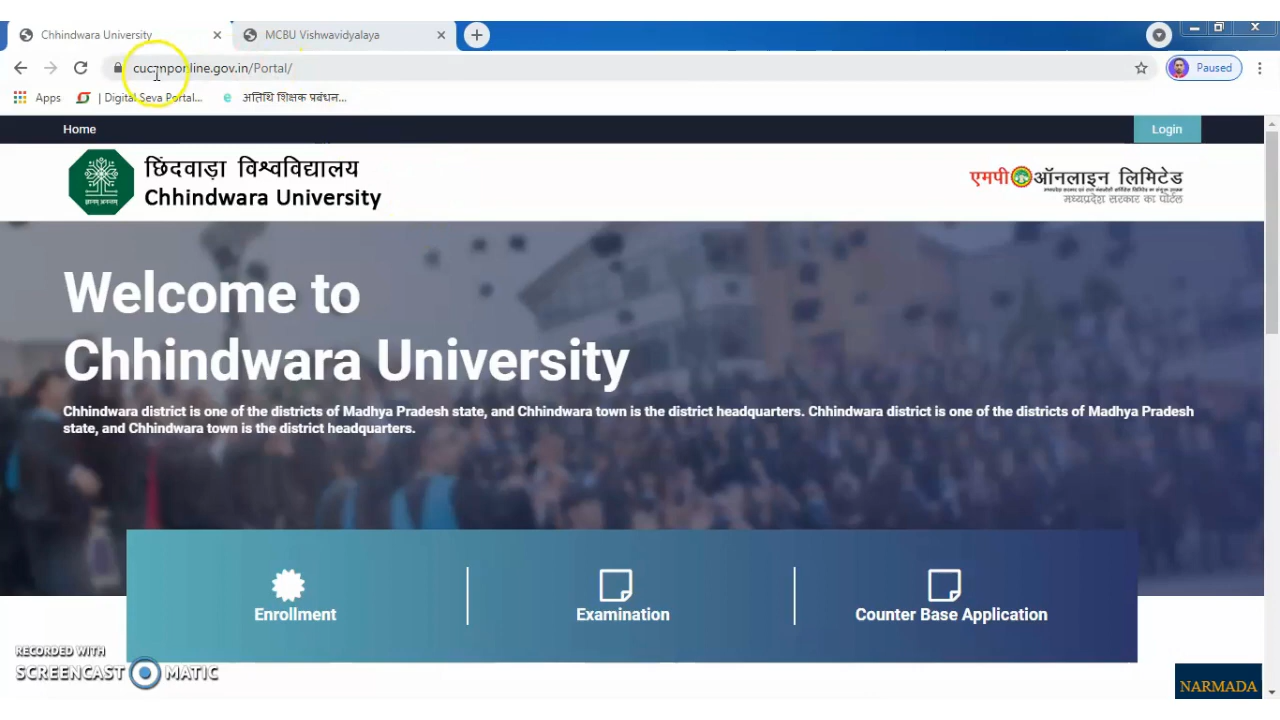 Chhindwara University
MCBU Vishwavidyalaya
cuc.mponline.gov.in/Portal/
Paused
Apps
| Digital Seva Portal...
अतिथि शिक्षक प्रबंधन...
Home
Login
छिंदवाड़ा विश्वविद्यालय
Chhindwara University
एमपी ऑनलाइन लिमिटेड
मध्यप्रदेश सरकार का पोर्टल
Welcome to
Chhindwara University
Chhindwara district is one of the districts of Madhya Pradesh state, and Chhindwara town is the district headquarters. Chhindwara district is one of the districts of Madhya Pradesh
state, and Chhindwara town is the district headquarters.
Enrollment
Examination
Counter Base Application
RECORDED WITH
SCREENCAST MATIC
NARMADA